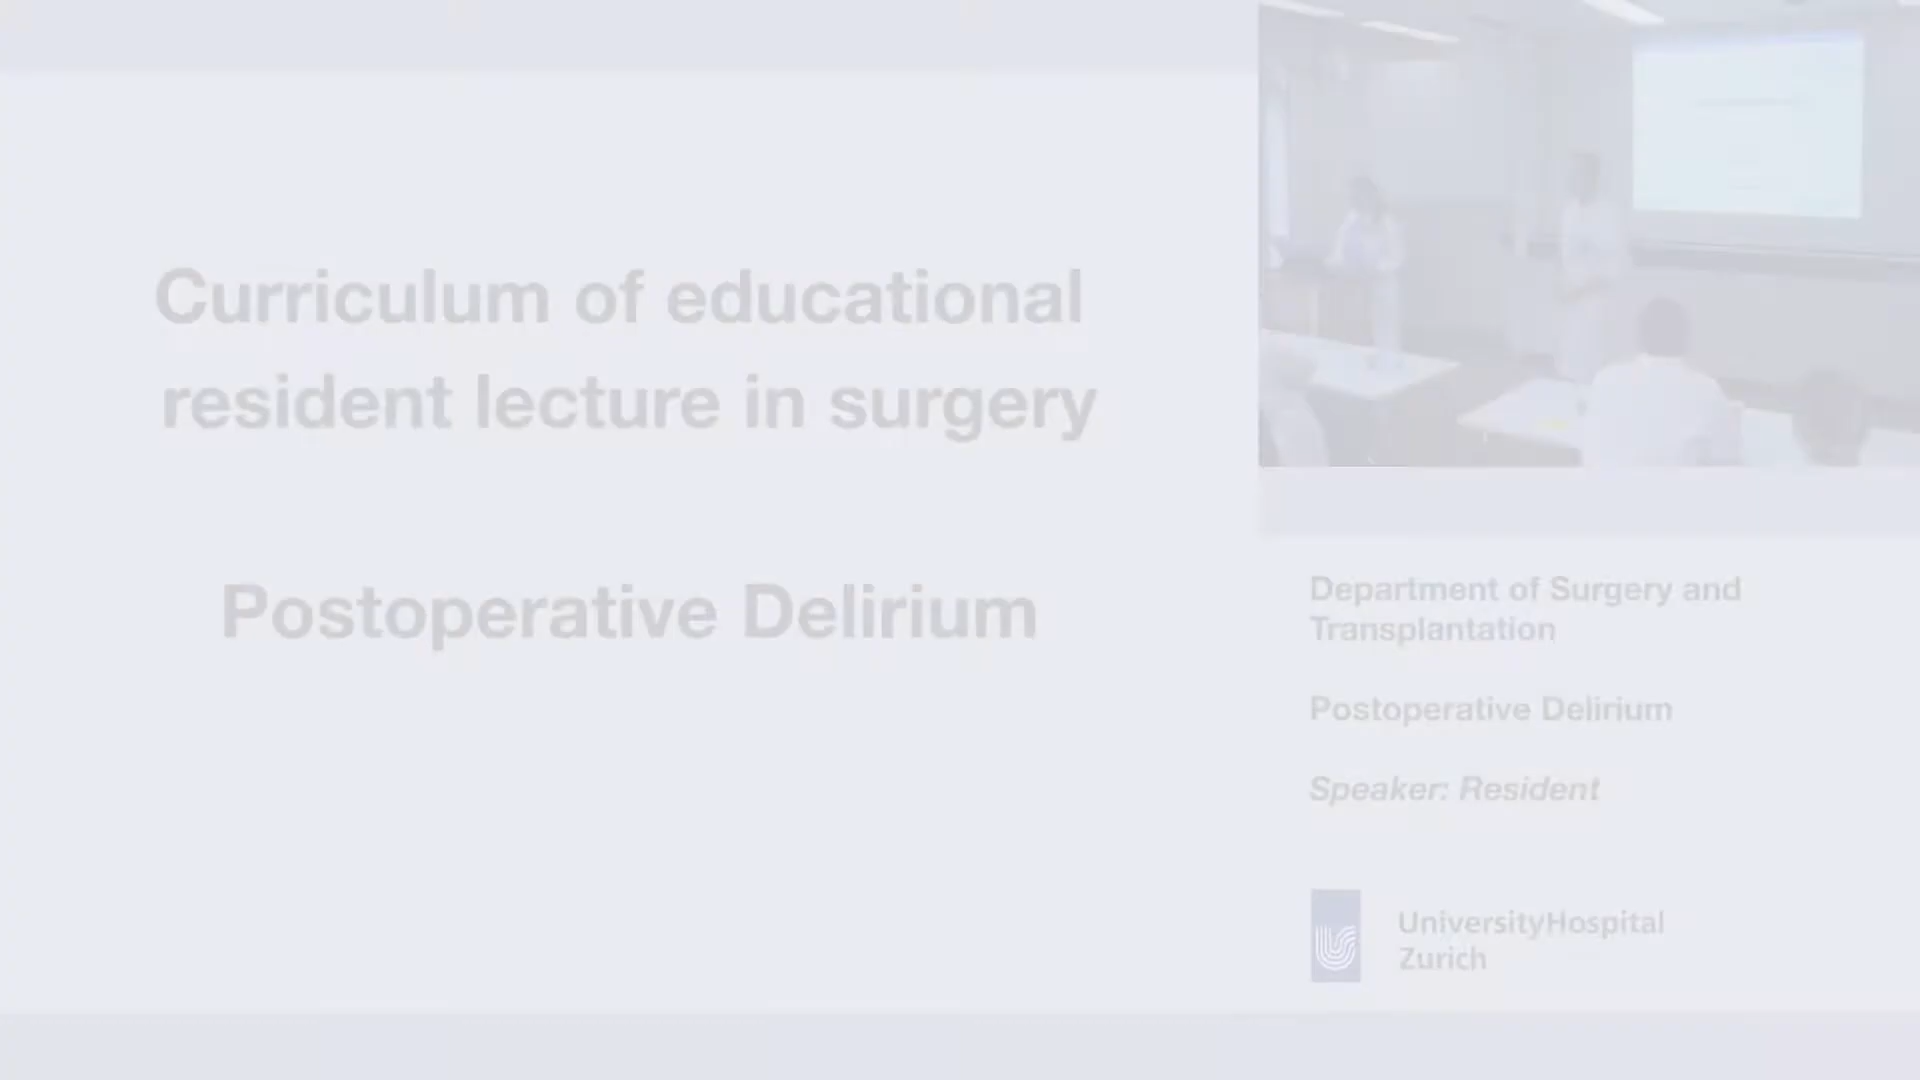 Curriculum of educational
resident lecture in surgery
Postoperative Delirium
Department of Surgery and
Transplantation
Postoperative Delirium
Speaker: Resident
UniversityHospital
Zurich